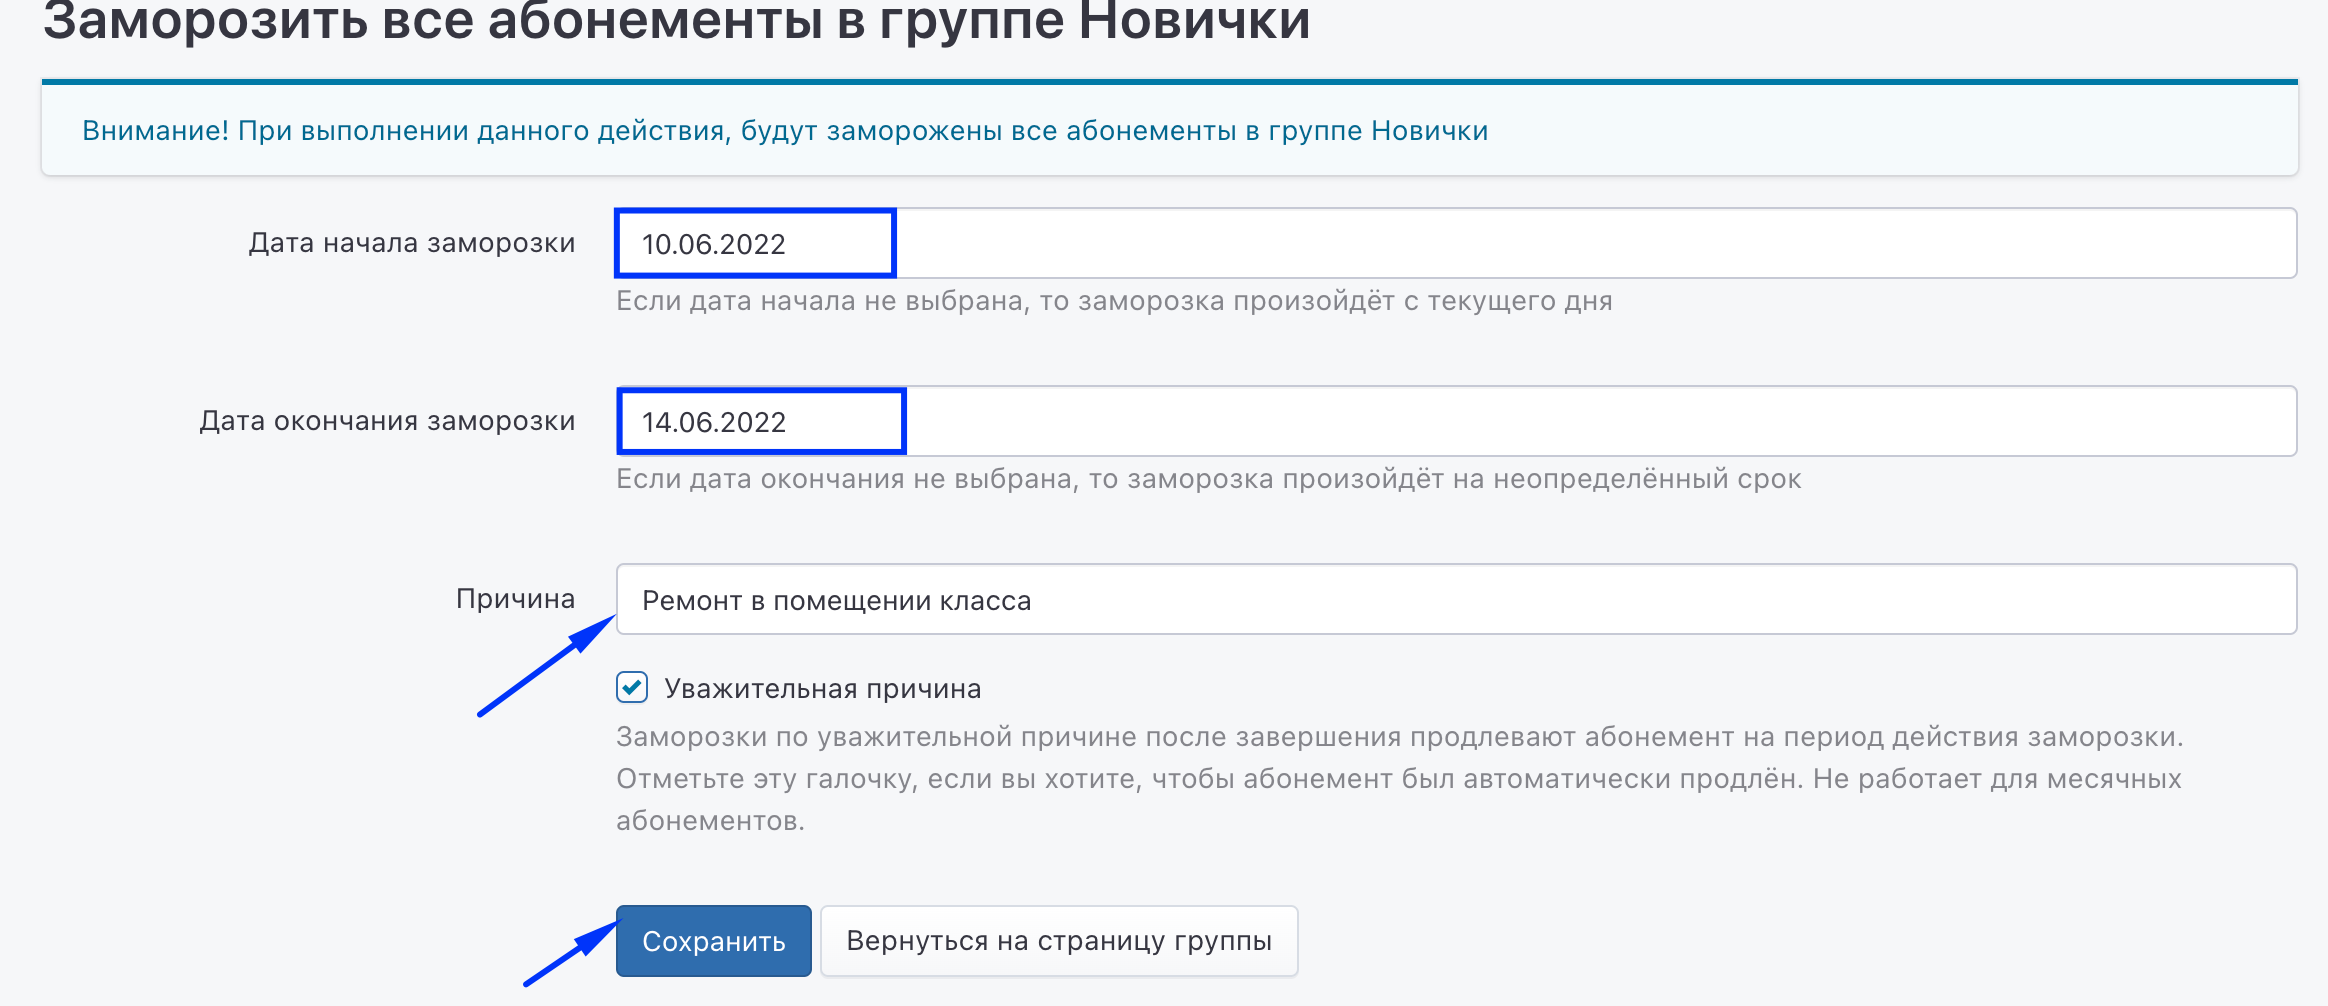 Заморозить все абонементы в группе Новички
Внимание! При выполнении данного действия, будут заморожены все абонементы в группе Новички
Дата начала заморозки
10.06.2022
Если дата начала не выбрана, то заморозка произойдёт с текущего дня
Дата окончания заморозки
14.06.2022
Если дата окончания не выбрана, то заморозка произойдёт на неопределённый срок
Причина
Ремонт в помещении класса
Уважительная причина
Заморозки по уважительной причине после завершения продлевают абонемент на период действия заморозки.
Отметьте эту галочку, если вы хотите, чтобы абонемент был автоматически продлён. Не работает для месячных
абонементов.
Сохранить
Вернуться на страницу группы